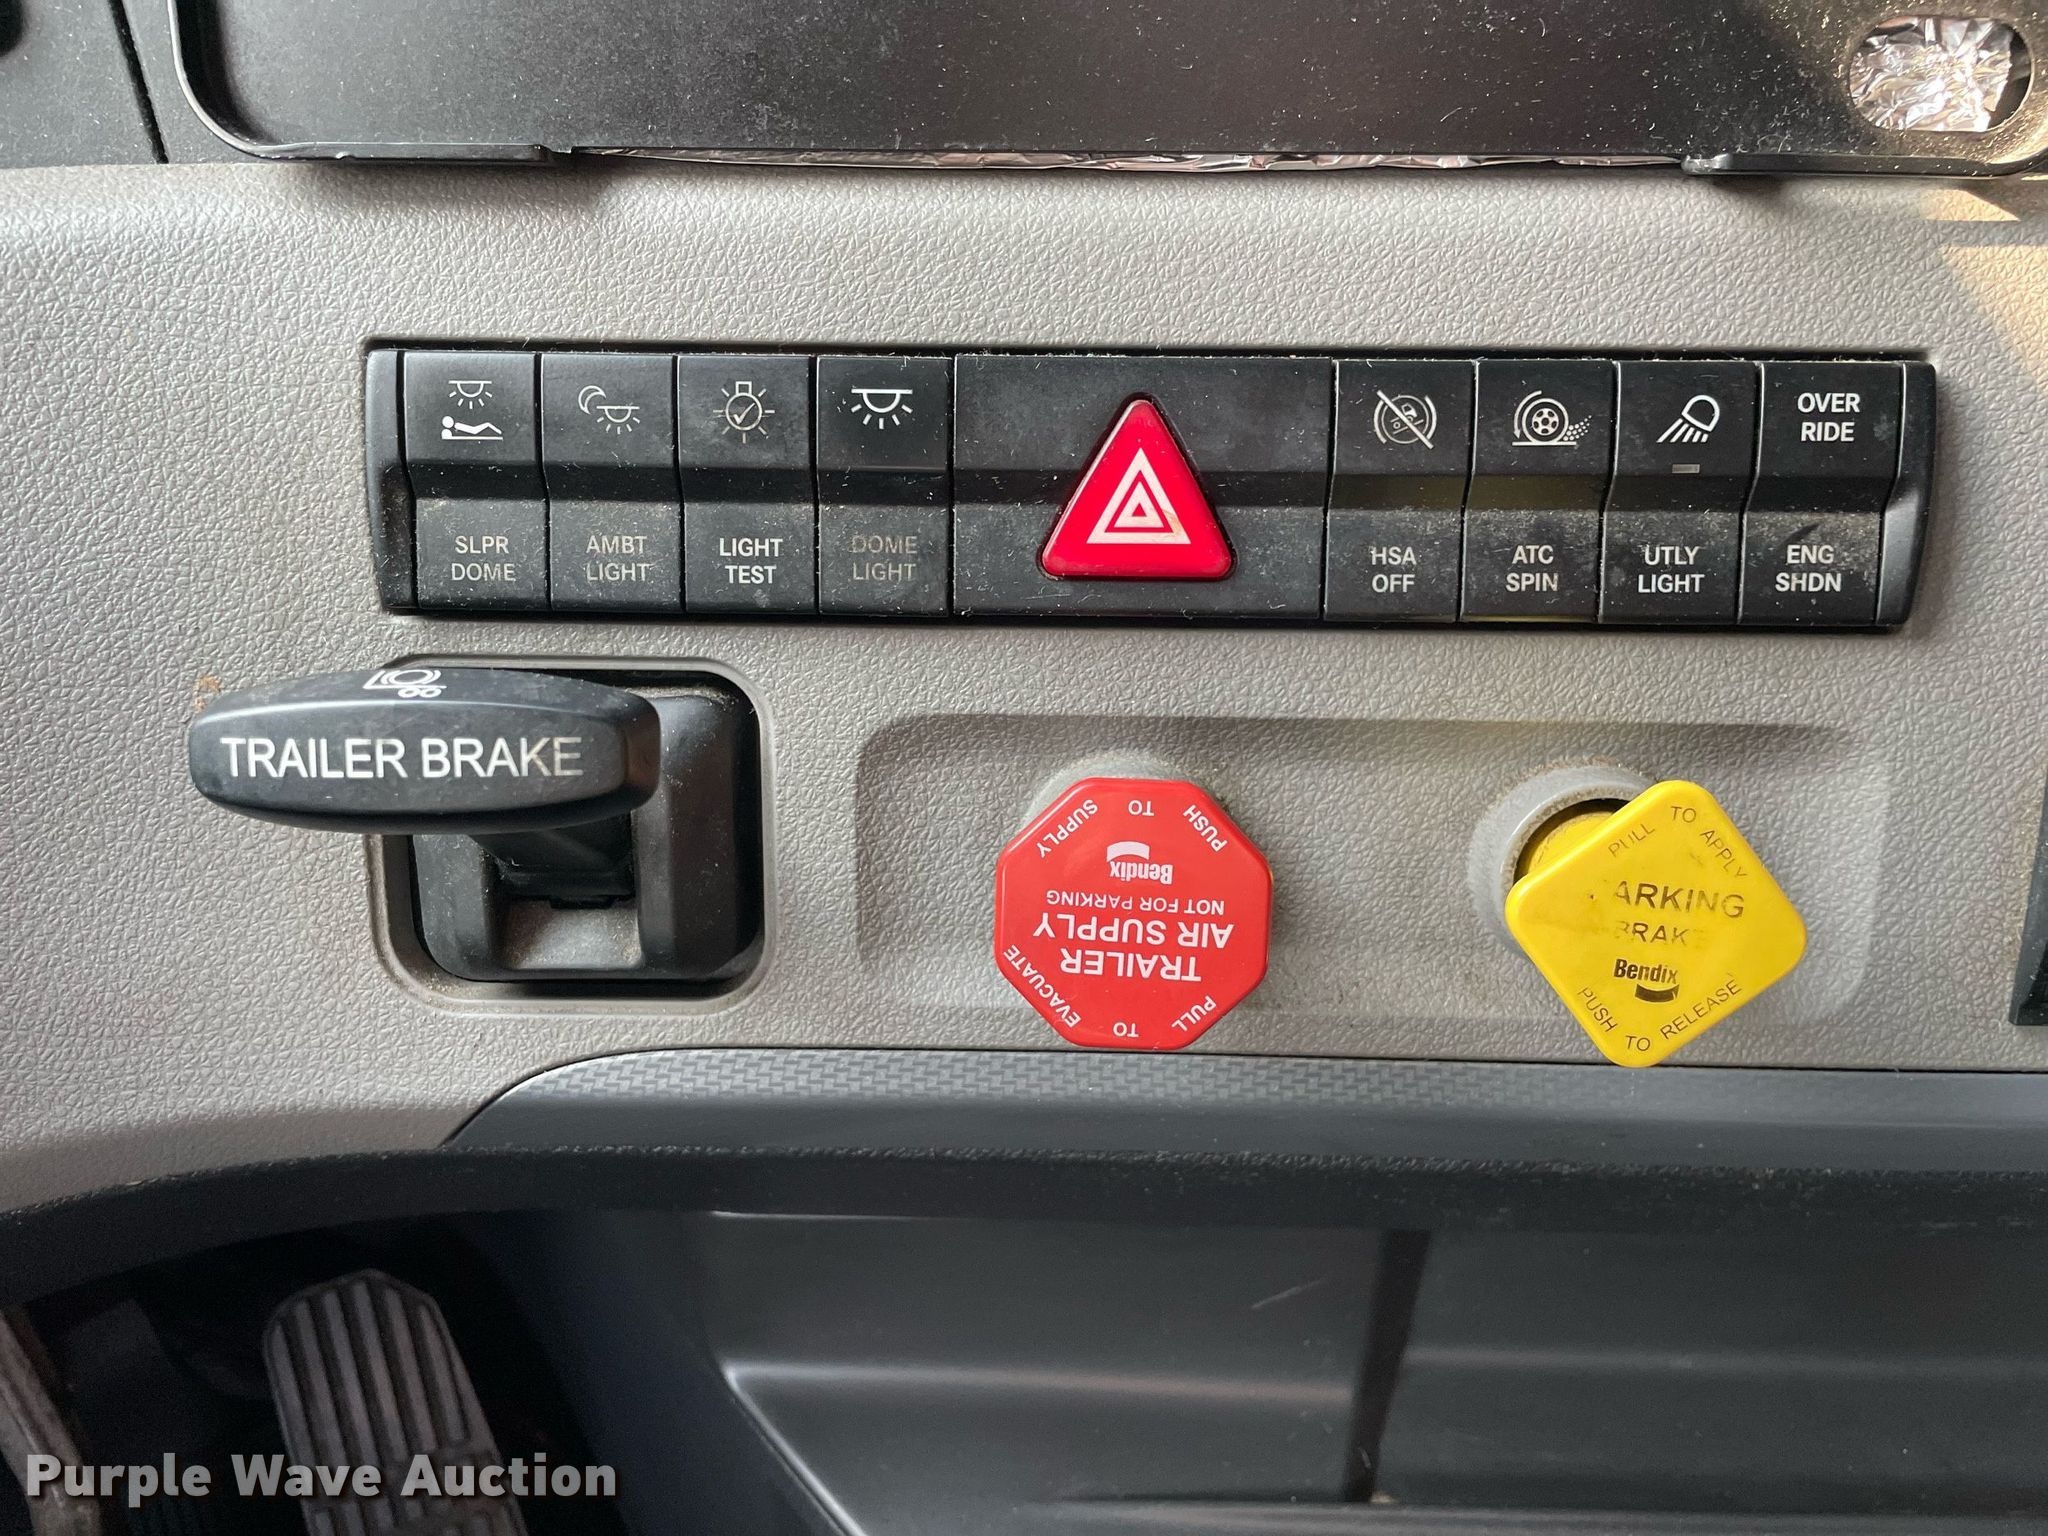 OVER
RIDE
SLPR
DOME
AMBT
LIGHT
LIGHT
TEST
DOME
LIGHT
HSA
OFF
ATC
SPIN
UTLY
LIGHT
ENG
SHDN
TRAILER BRAKE
PUSH TO SUPPLY
Bendix
NOT FOR PARKING
AIR SUPPLY
TRAILER
PULL TO EVACUATE
PULL TO APPLY
ARKING
BRAKE
Bendix
PUSH TO RELEASE
Purple Wave Auction